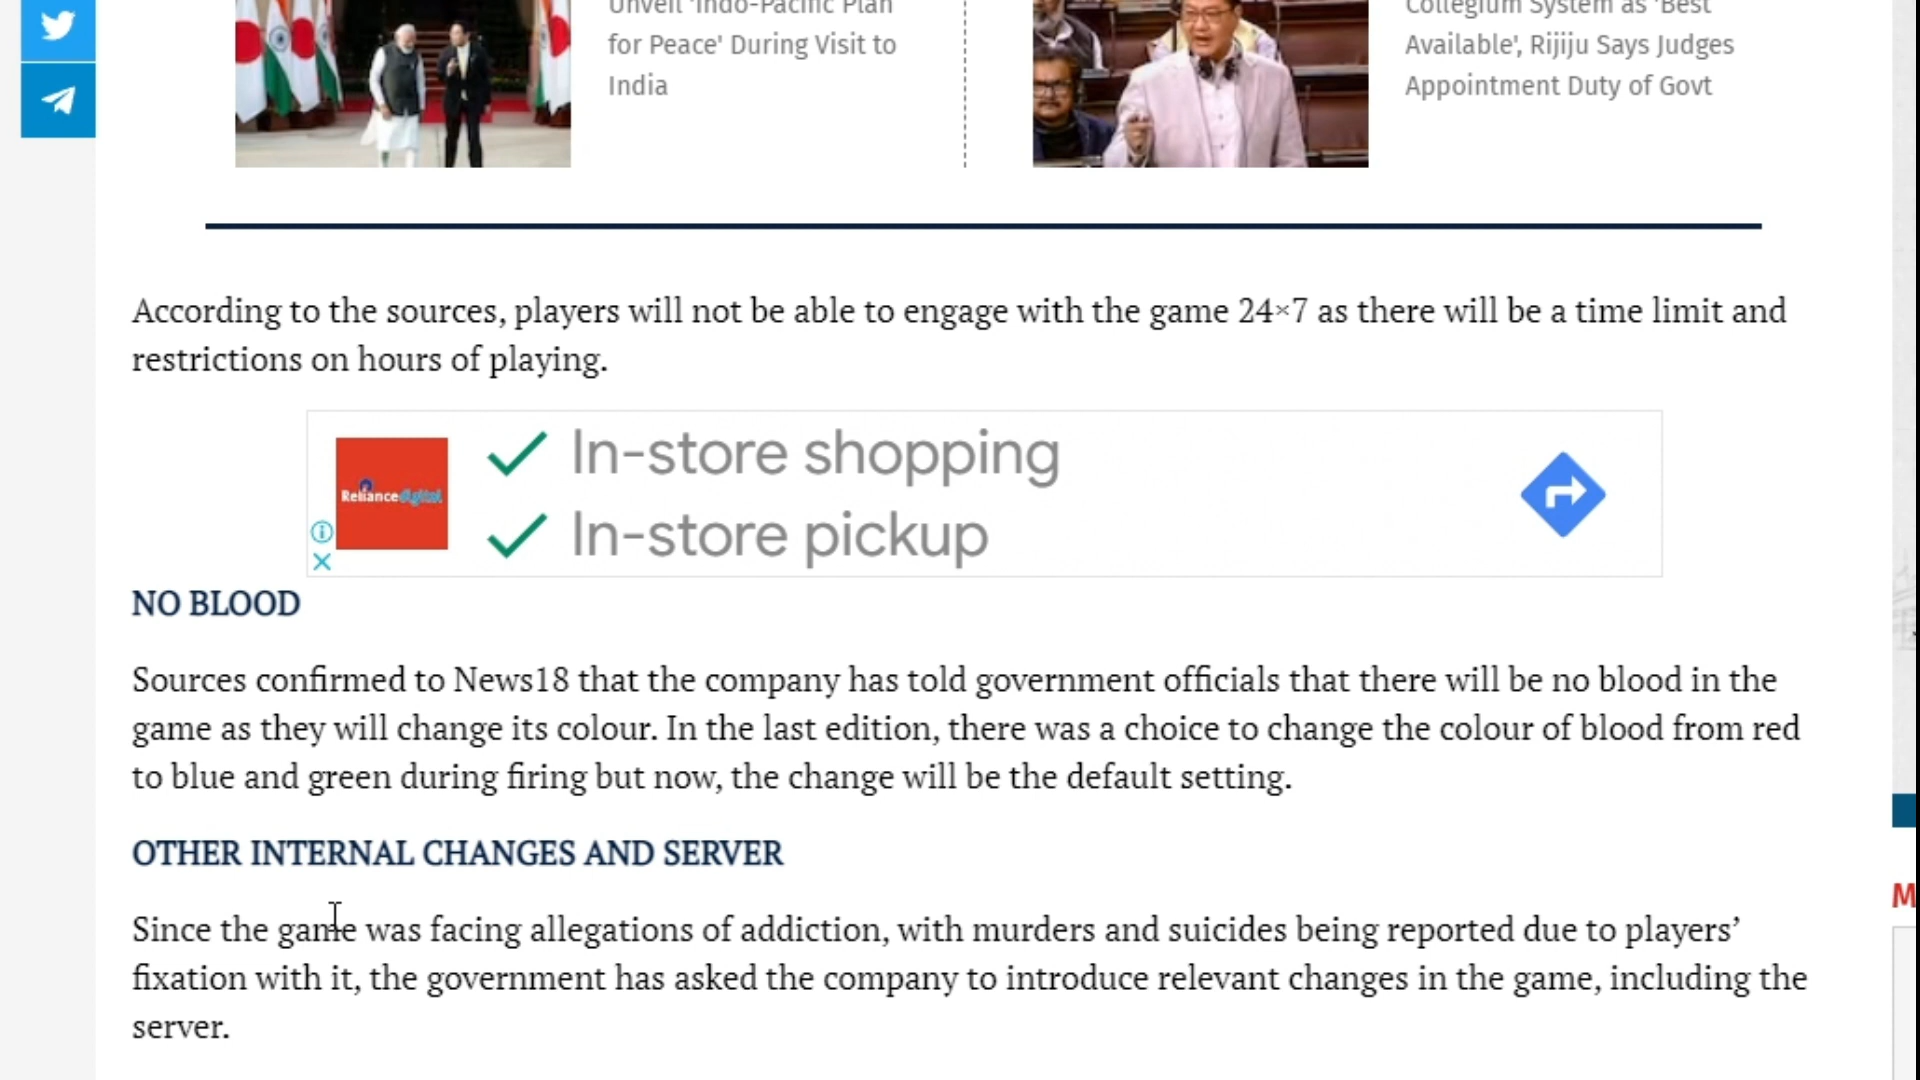 Unveil 'Indo-Pacific Plan
for Peace' During Visit to
India
Collegium System as 'Best
Available', Rijiju Says Judges
Appointment Duty of Govt
According to the sources, players will not be able to engage with the game 24×7 as there will be a time limit and
restrictions on hours of playing.
Reliance digital
In-store shopping
In-store pickup
NO BLOOD
Sources confirmed to News18 that the company has told government officials that there will be no blood in the
game as they will change its colour. In the last edition, there was a choice to change the colour of blood from red
to blue and green during firing but now, the change will be the default setting.
OTHER INTERNAL CHANGES AND SERVER
Since the game was facing allegations of addiction, with murders and suicides being reported due to players’
fixation with it, the government has asked the company to introduce relevant changes in the game, including the
server.
M